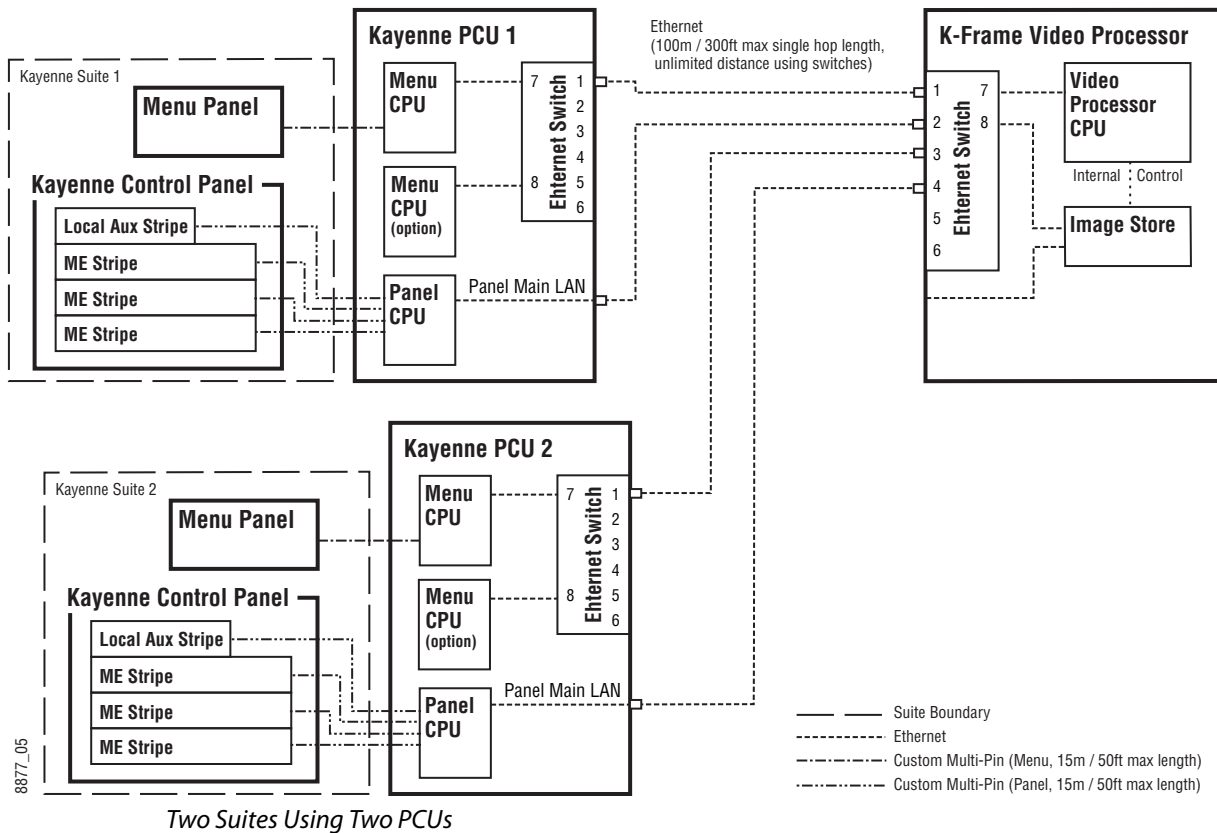 Kayenne PCU 1
Ethernet
(100m / 300ft max single hop length,
unlimited distance using switches)
K-Frame Video Processor
Kayenne Suite 1
Menu Panel
Menu
CPU
7
Ehternet Switch
1
2
3
4
5
6
Menu
CPU
(option)
8
Kayenne Control Panel
Local Aux Stripe
ME Stripe
ME Stripe
ME Stripe
Panel
CPU
Panel Main LAN
1
2
3
4
5
6
Ehternet Switch
7
8
Video
Processor
CPU
Internal Control
Image Store
Kayenne PCU 2
Kayenne Suite 2
Menu Panel
Menu
CPU
7
Ehternet Switch
1
2
3
4
5
6
Menu
CPU
(option)
8
Kayenne Control Panel
Local Aux Stripe
ME Stripe
ME Stripe
ME Stripe
Panel
CPU
Panel Main LAN
Suite Boundary
Ethernet
Custom Multi-Pin (Menu, 15m / 50ft max length)
Custom Multi-Pin (Panel, 15m / 50ft max length)
8877_05
Two Suites Using Two PCUs